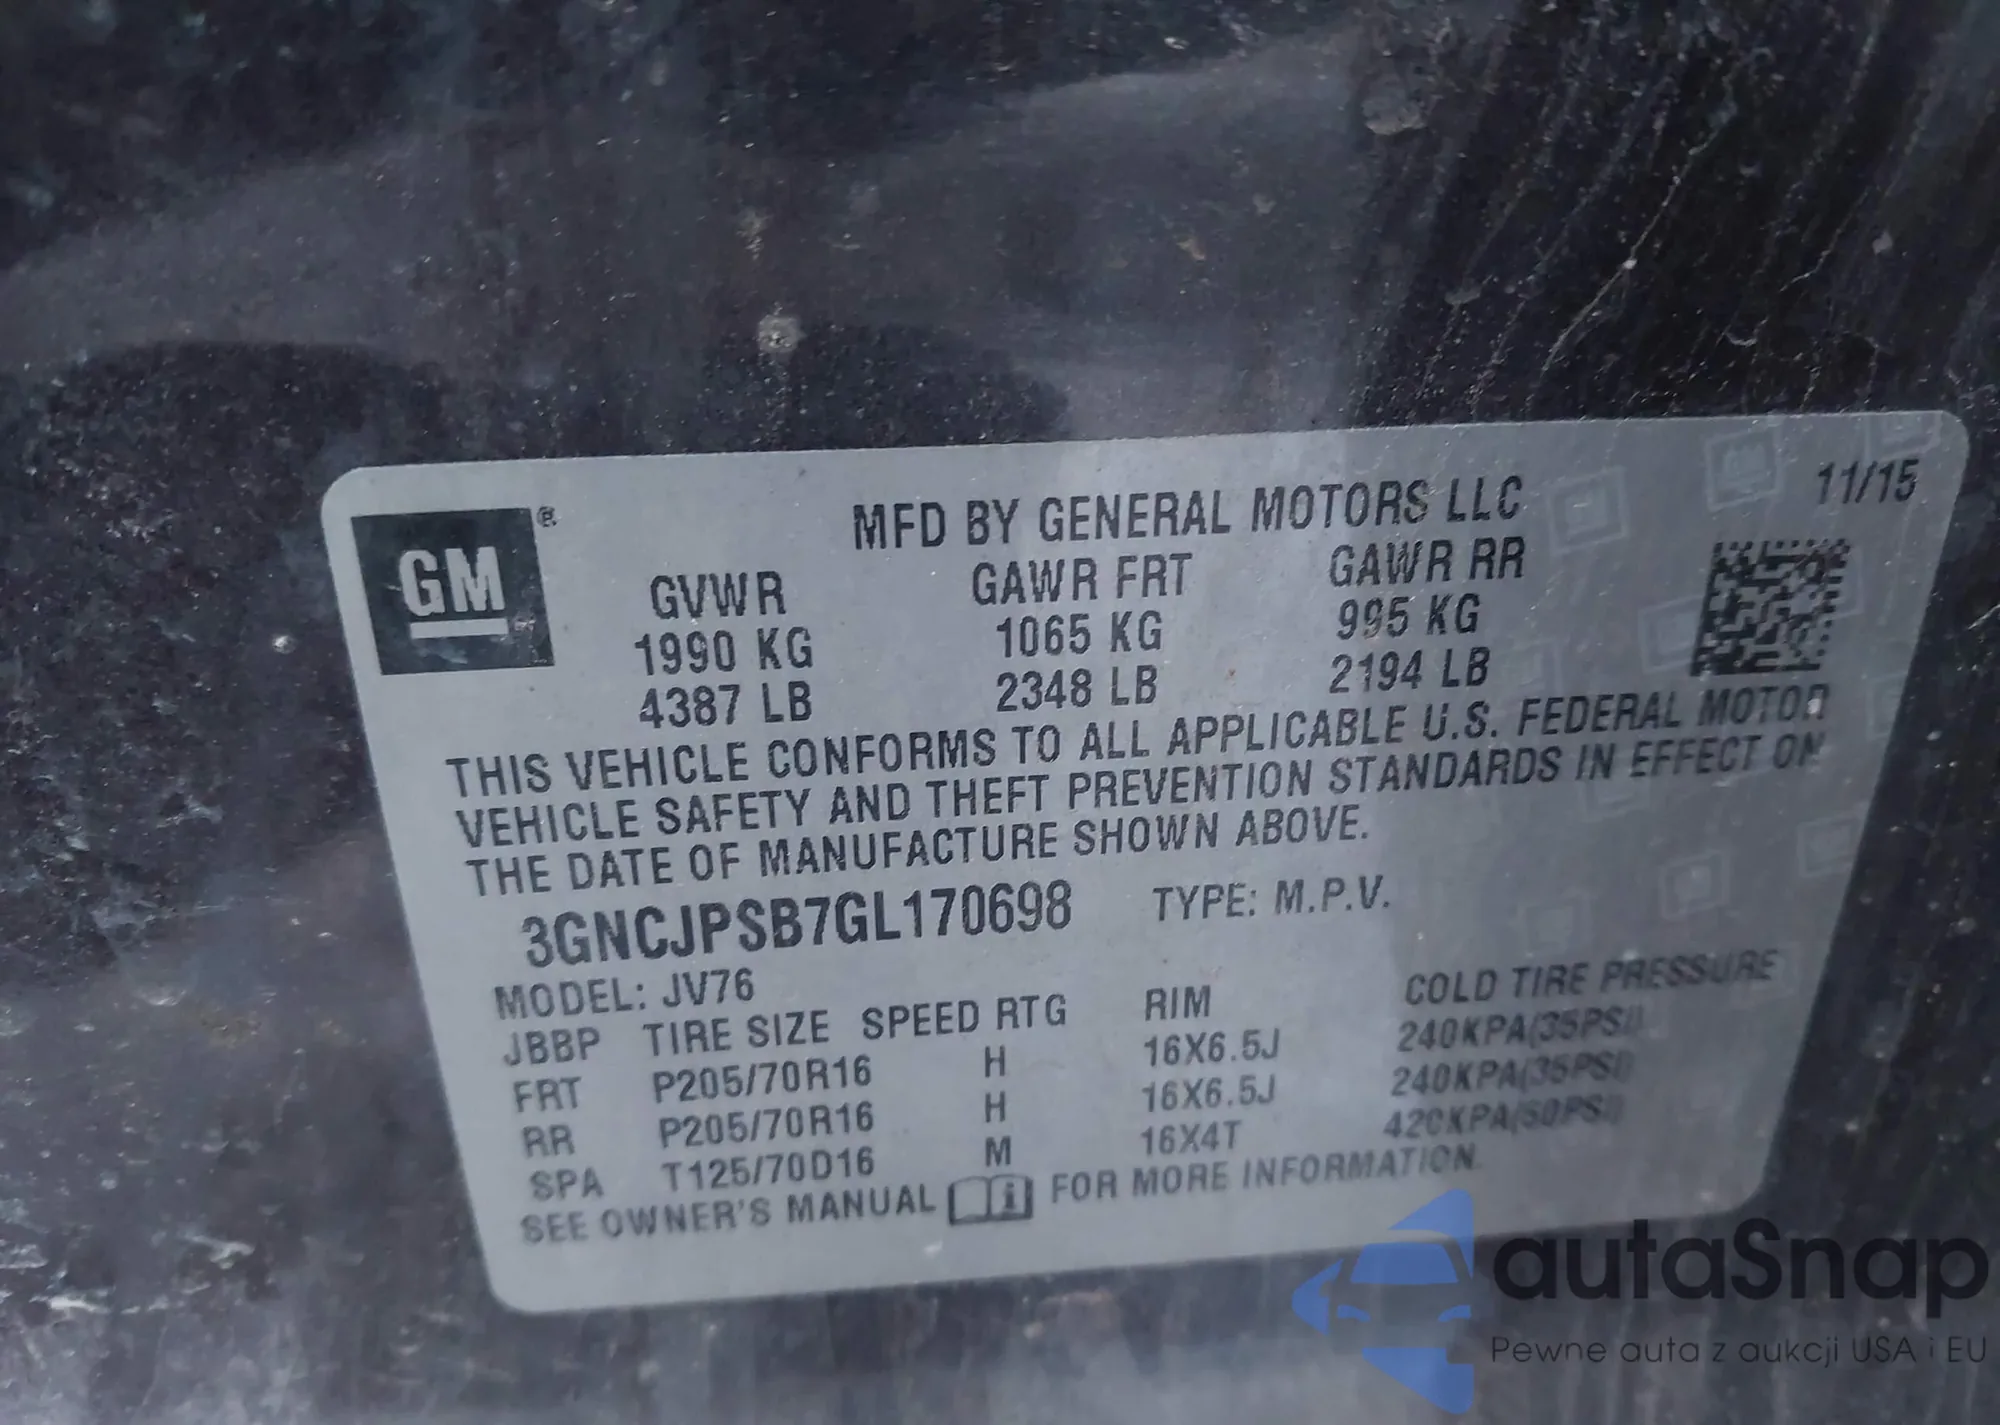 GM®
MFD BY GENERAL MOTORS LLC
11/15
GVWR GAWR FRT GAWR RR
1990 KG 1065 KG 995 KG
4387 LB 2348 LB 2194 LB
THIS VEHICLE CONFORMS TO ALL APPLICABLE U.S. FEDERAL MOTOR
VEHICLE SAFETY AND THEFT PREVENTION STANDARDS IN EFFECT ON
THE DATE OF MANUFACTURE SHOWN ABOVE.
3GNCJPSB7GL170698 TYPE: M.P.V.
MODEL: JV76
JBBP TIRE SIZE SPEED RTG RIM COLD TIRE PRESSURE
FRT P205/70R16 H 16X6.5J 240KPA(35PSI)
RR P205/70R16 H 16X6.5J 240KPA(35PSI)
SPA T125/70D16 M 16X4T 420KPA(60PSI)
SEE OWNER'S MANUAL FOR MORE INFORMATION.
autaSnap
Pewne auta z aukcji USA i EU